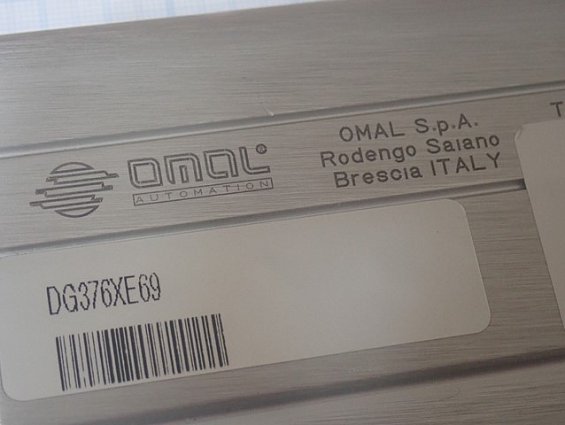 OMAL®
AUTOMATION
OMAL S.p.A.
Rodengo Saiano
Brescia ITALY
T
DG376XE69